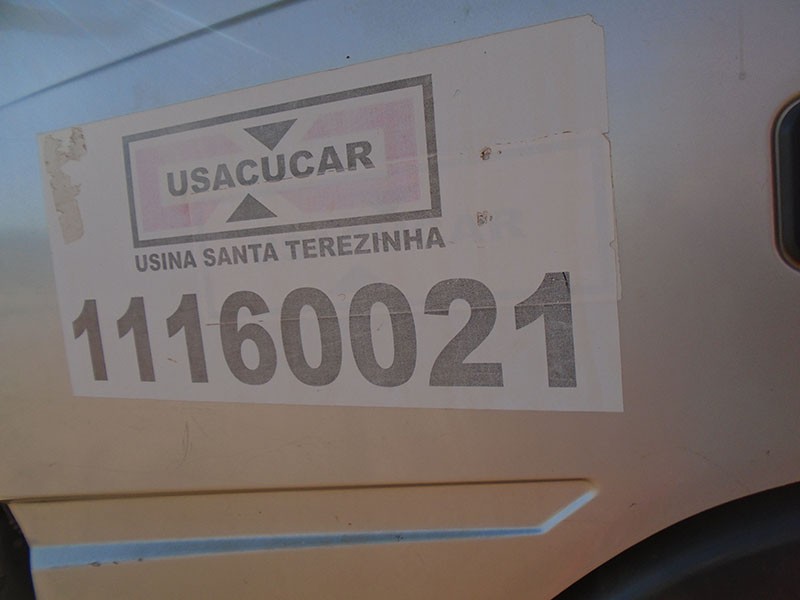 USACUCAR
USINA SANTA TEREZINHA
11160021